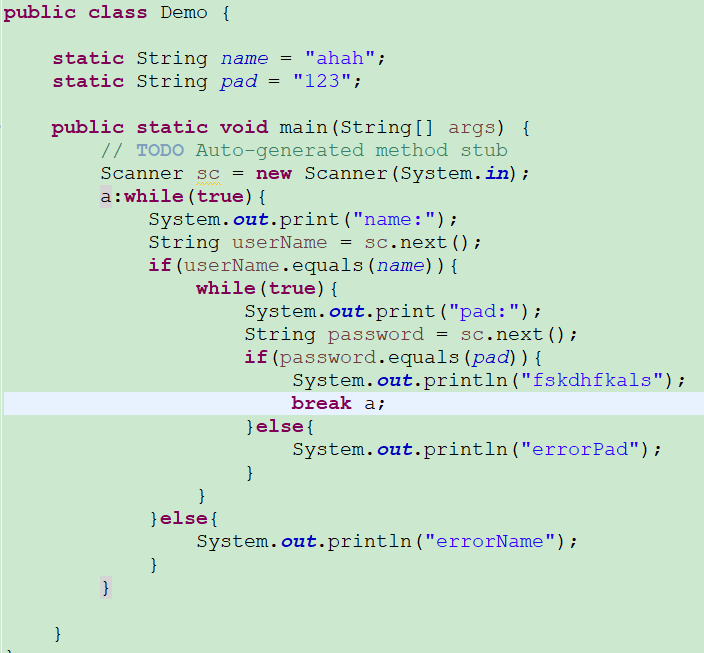 public class Demo {
static String name = "ahah";
static String pad = "123";
public static void main(String[] args) {
// TODO Auto-generated method stub
Scanner sc = new Scanner(System.in);
a:while(true){
System.out.print("name:");
String userName = sc.next();
if(userName.equals(name)){
while(true){
System.out.print("pad:");
String password = sc.next();
if(password.equals(pad)){
System.out.println("fskdhfkals");
break a;
}else{
System.out.println("errorPad");
}
}
}else{
System.out.println("errorName");
}
}
}